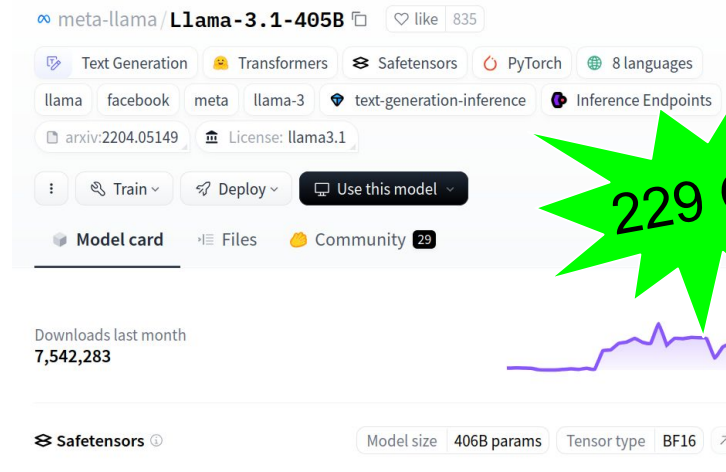 meta-llama/Llama-3.1-405B like 835
Text Generation Transformers Safetensors PyTorch 8 languages
llama facebook meta llama-3 text-generation-inference Inference Endpoints
arxiv:2204.05149 License: llama3.1
Train Deploy Use this model
229
Model card Files Community 29
Downloads last month
7,542,283
Safetensors Model size 406B params Tensor type BF16